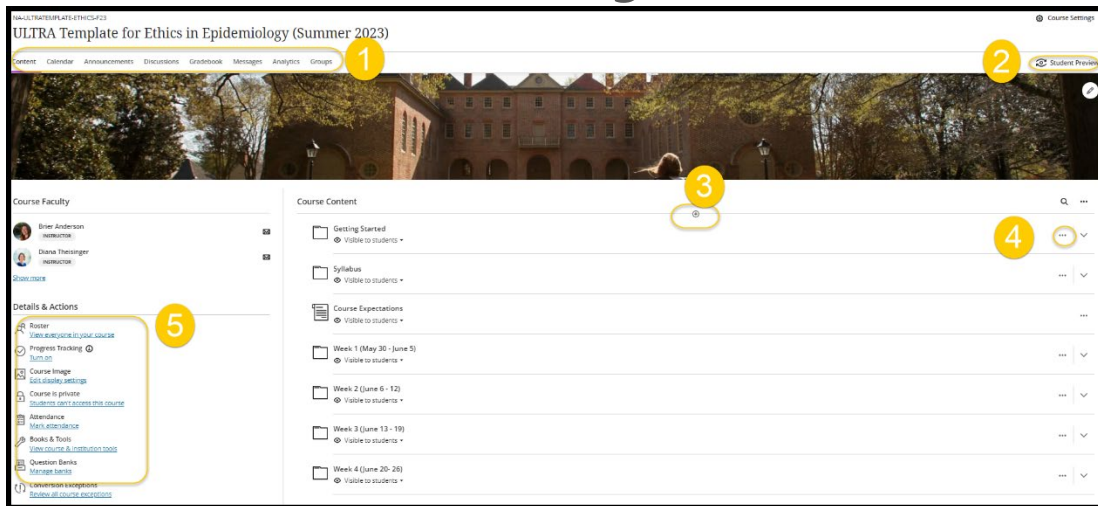 NA-ULTRATEMPLATE-ETHICS-F23
Course Settings
ULTRA Template for Ethics in Epidemiology (Summer 2023)
Content Calendar Announcements Discussions Gradebook Messages Analytics Groups
1
2
Student Preview
Course Faculty
Brier Anderson
INSTRUCTOR
Diana Theisinger
INSTRUCTOR
Show more
Details & Actions
5
Roster
View everyone in your course
Progress Tracking
Turn on
Course Image
Edit display settings
Course is private
Students can't access this course
Attendance
Mark attendance
Books & Tools
View course & institution tools
Question Banks
Manage banks
Conversion Exceptions
Review all course exceptions
Course Content
3
4
Getting Started
Visible to students
Syllabus
Visible to students
Course Expectations
Visible to students
Week 1 (May 30 - June 5)
Visible to students
Week 2 (June 6 - 12)
Visible to students
Week 3 (June 13 - 19)
Visible to students
Week 4 (June 20- 26)
Visible to students